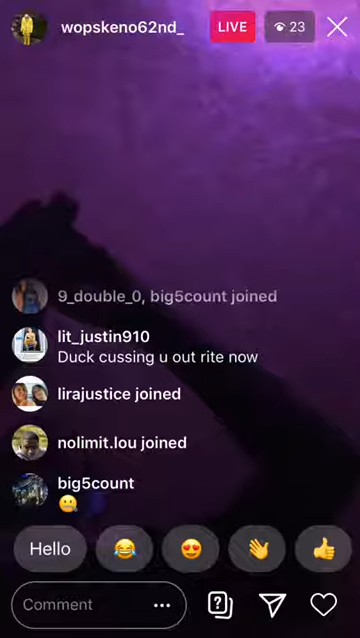 wopskeno62nd_
LIVE
23
9_double_0, big5count joined
lit_justin910
Duck cussing u out rite now
lirajustice joined
nolimit.lou joined
big5count
🤐
Hello 😂 😍 👋 👍
Comment